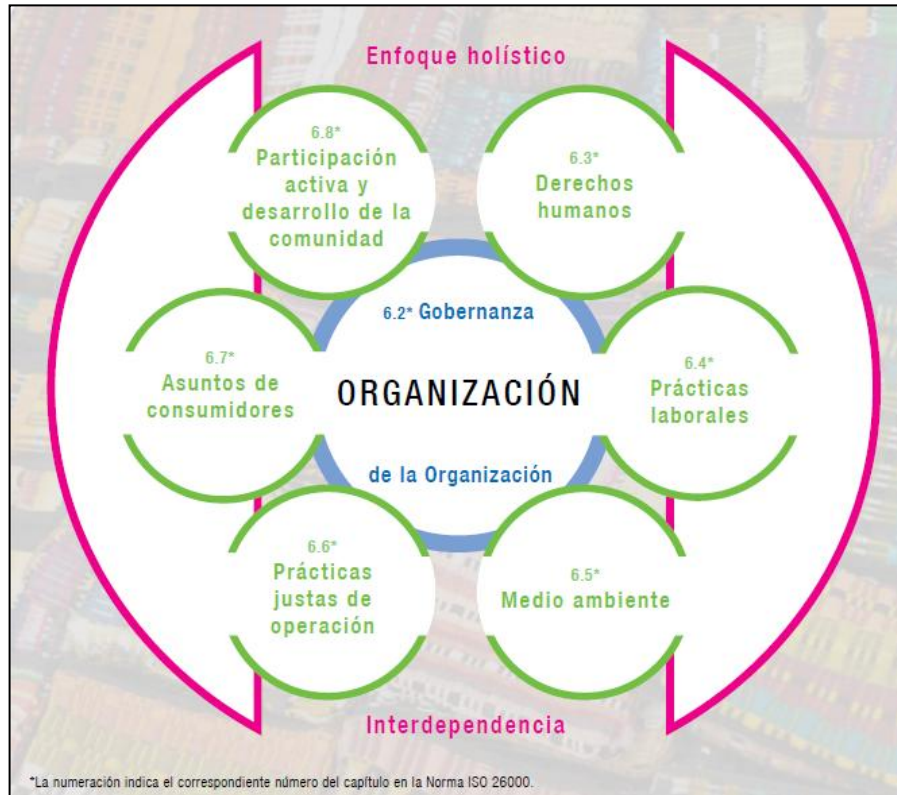 Enfoque holístico
6.8*
Participación
activa y
desarrollo de la
comunidad
6.3*
Derechos
humanos
6.2* Gobernanza
6.7*
Asuntos de
consumidores
ORGANIZACIÓN
6.4*
Prácticas
laborales
de la Organización
6.6*
Prácticas
justas de
operación
6.5*
Medio ambiente
Interdependencia
*La numeración indica el correspondiente número del capítulo en la Norma ISO 26000.